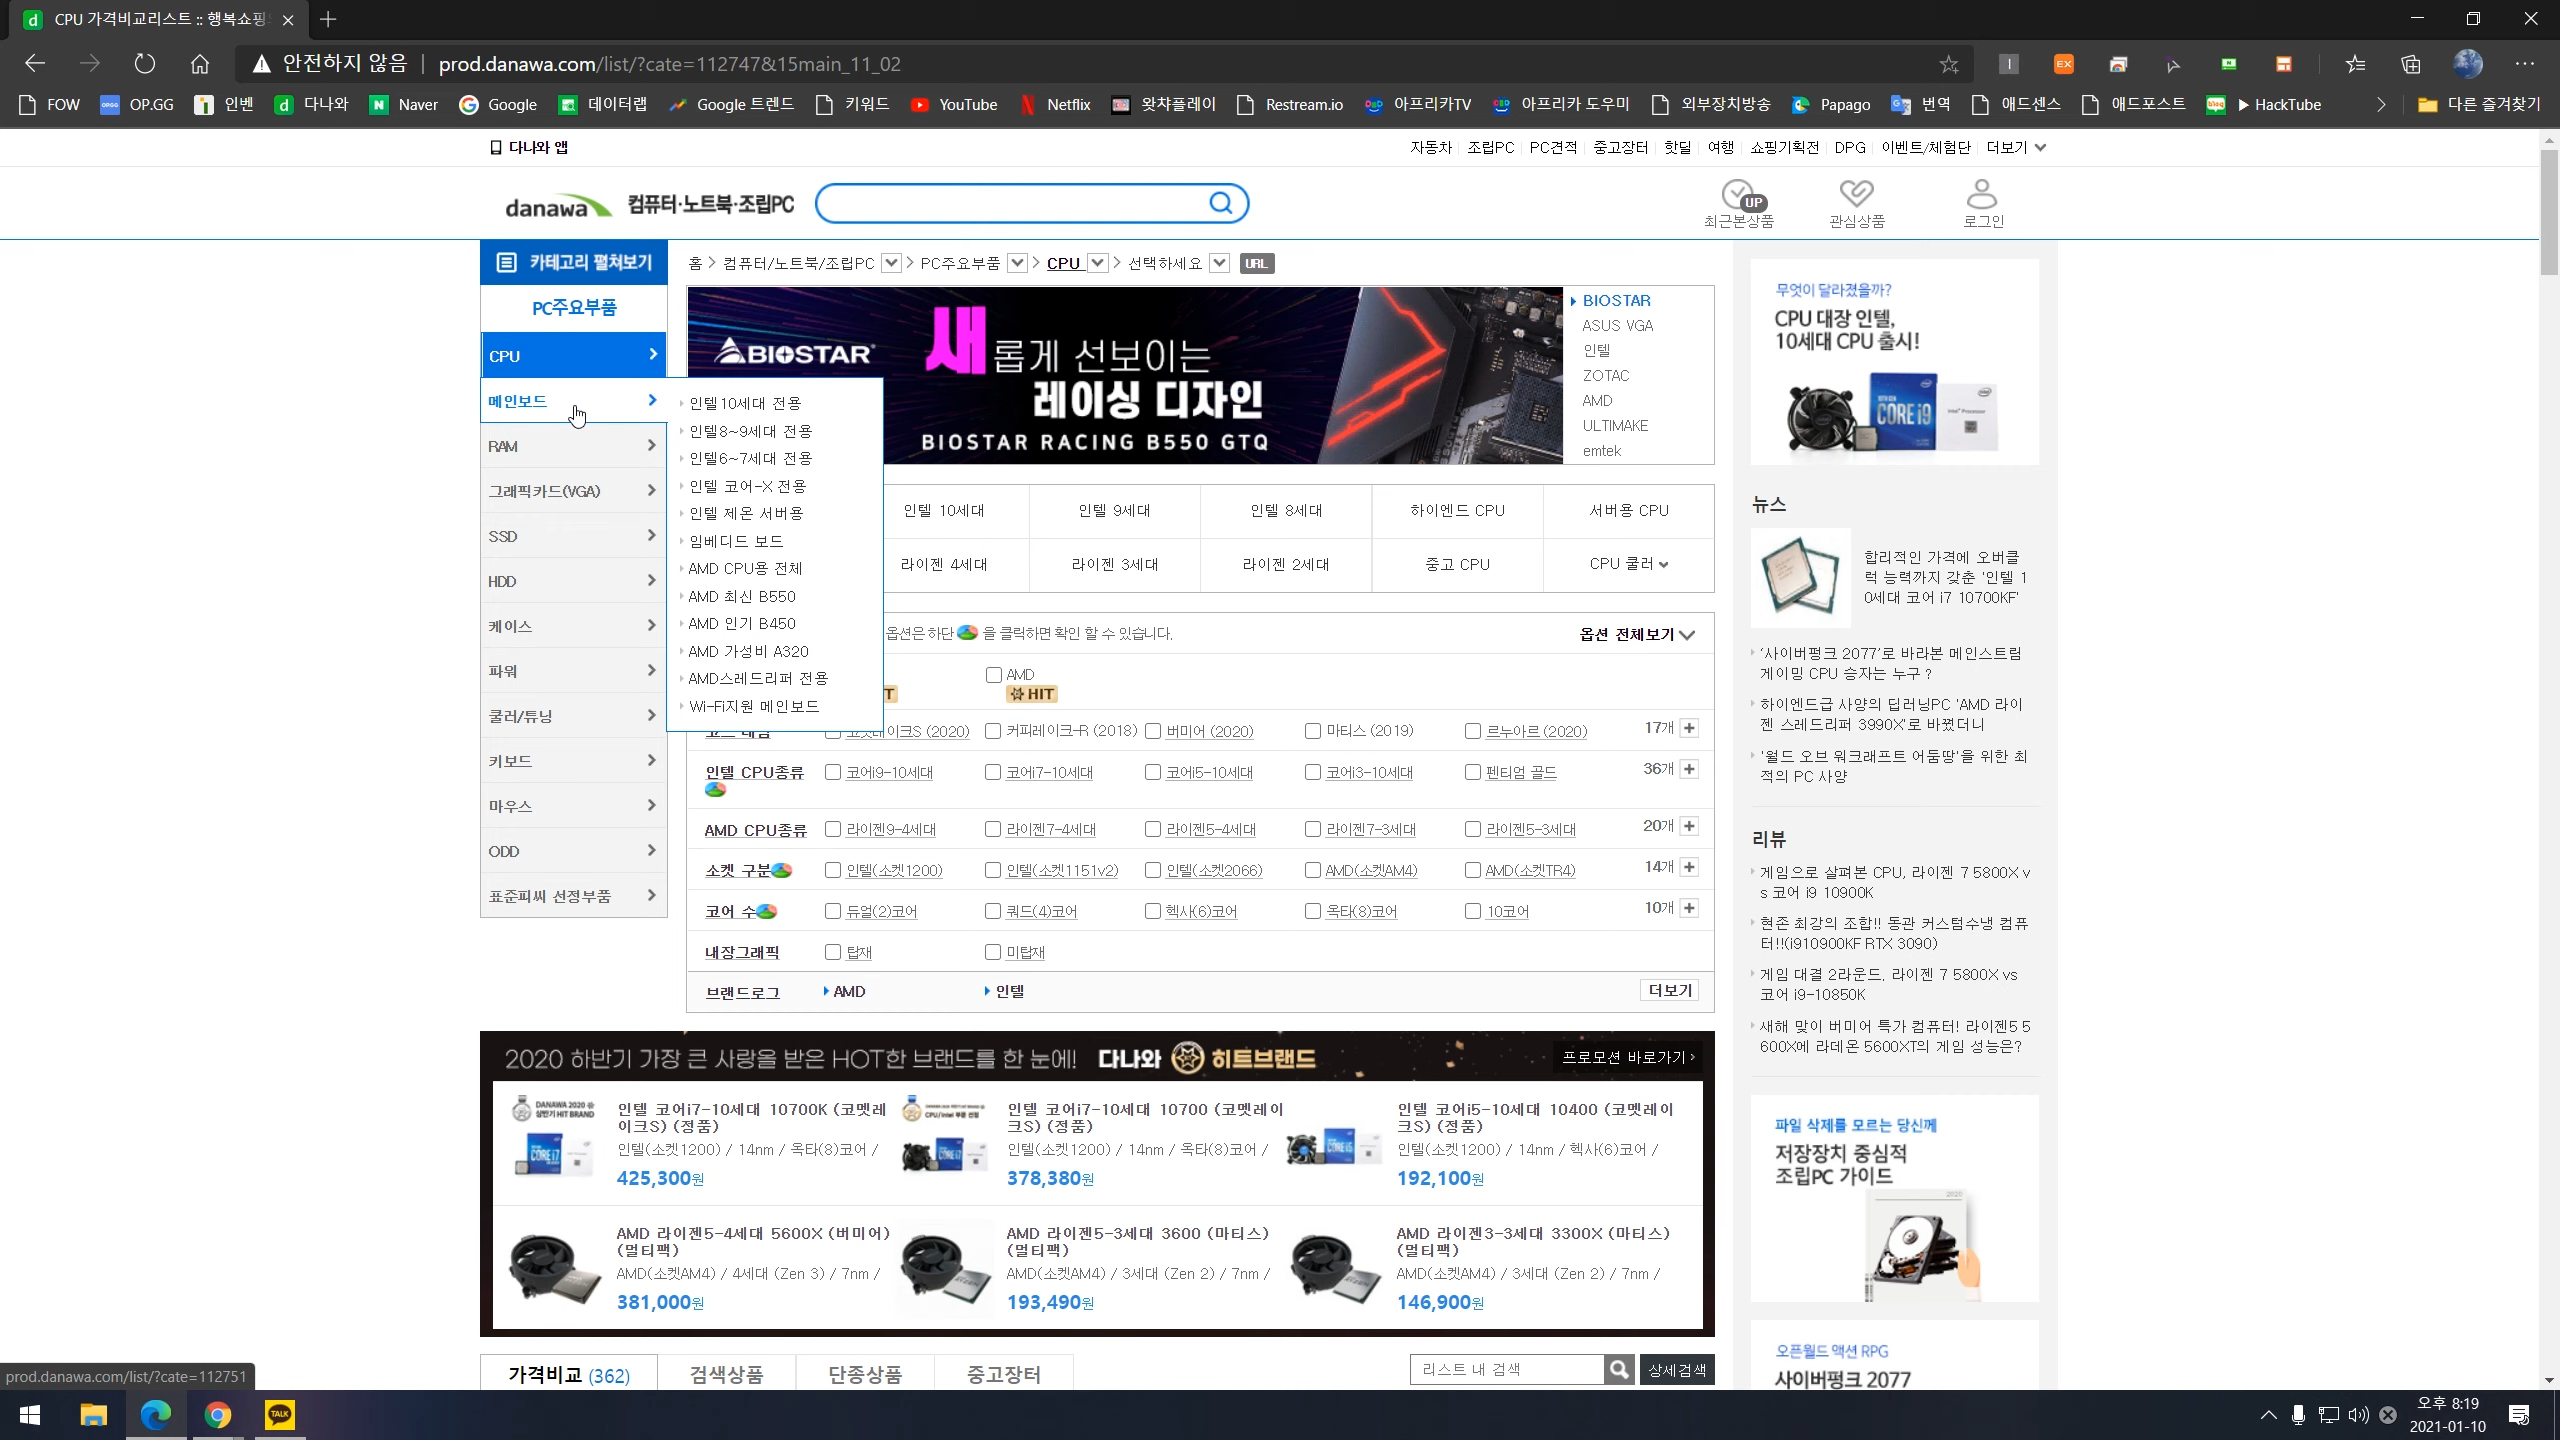 CPU 가격비교리스트 :: 행복쇼핑
안전하지 않음 | prod.danawa.com/list/?cate=112747&15main_11_02
FOW OP.GG 인벤 다나와 Naver Google 데이터랩 Google 트렌드 키워드 YouTube Netflix 왓챠플레이 Restream.io 아프리카TV 아프리카 도우미 외부장치방송 Papago 번역 애드센스 애드포스트 ▶ HackTube 다른 즐겨찾기
다나와 앱
자동차 조립PC PC견적 중고장터 핫딜 여행 쇼핑기획전 DPG 이벤트/체험단 더보기
danawa 컴퓨터·노트북·조립PC
UP
최근본상품 관심상품 로그인
카테고리 펼쳐보기
홈 > 컴퓨터/노트북/조립PC > PC주요부품 > CPU > 선택하세요 URL
PC주요부품
CPU
메인보드
RAM
그래픽카드(VGA)
SSD
HDD
케이스
파워
쿨러/튜닝
키보드
마우스
ODD
표준피씨 선정부품
인텔10세대 전용
인텔8~9세대 전용
인텔6~7세대 전용
인텔 코어-X 전용
인텔 제온 서버용
임베디드 보드
AMD CPU용 전체
AMD 최신 B550
AMD 인기 B450
AMD 가성비 A320
AMD스레드리퍼 전용
Wi-Fi지원 메인보드
BIOSTAR
새롭게 선보이는
레이싱 디자인
BIOSTAR RACING B550 GTQ
BIOSTAR
ASUS VGA
인텔
ZOTAC
AMD
ULTIMAKE
emtek
인텔 10세대 인텔 9세대 인텔 8세대 하이엔드 CPU 서버용 CPU
라이젠 4세대 라이젠 3세대 라이젠 2세대 중고 CPU CPU 쿨러
옵션은 하단 을 클릭하면 확인 할 수 있습니다.
옵션 전체보기
AMD
HIT
(2020) 커피레이크-R (2018) 버미어 (2020) 마티스 (2019) 르누아르 (2020) 17개
인텔 CPU종류 코어i9-10세대 코어i7-10세대 코어i5-10세대 코어i3-10세대 펜티엄 골드 36개
AMD CPU종류 라이젠9-4세대 라이젠7-4세대 라이젠5-4세대 라이젠7-3세대 라이젠5-3세대 20개
소켓 구분 인텔(소켓1200) 인텔(소켓1151v2) 인텔(소켓2066) AMD(소켓AM4) AMD(소켓TR4) 14개
코어 수 듀얼(2)코어 쿼드(4)코어 헥사(6)코어 옥타(8)코어 10코어 10개
내장그래픽 탑재 미탑재
브랜드로그 AMD 인텔 더보기
2020 하반기 가장 큰 사랑을 받은 HOT한 브랜드를 한 눈에! 다나와 히트브랜드 프로모션 바로가기
인텔 코어i7-10세대 10700K (코멧레
이크S) (정품)
인텔(소켓1200) / 14nm / 옥타(8)코어 /
425,300원
인텔 코어i7-10세대 10700 (코멧레이
크S) (정품)
인텔(소켓1200) / 14nm / 옥타(8)코어 /
378,380원
인텔 코어i5-10세대 10400 (코멧레이
크S) (정품)
인텔(소켓1200) / 14nm / 헥사(6)코어 /
192,100원
AMD 라이젠5-4세대 5600X (버미어)
(멀티팩)
AMD(소켓AM4) / 4세대 (Zen 3) / 7nm /
381,000원
AMD 라이젠5-3세대 3600 (마티스)
(멀티팩)
AMD(소켓AM4) / 3세대 (Zen 2) / 7nm /
193,490원
AMD 라이젠3-3세대 3300X (마티스)
(멀티팩)
AMD(소켓AM4) / 3세대 (Zen 2) / 7nm /
146,900원
가격비교 (362) 검색상품 단종상품 중고장터
리스트 내 검색 상세검색
무엇이 달라졌을까?
CPU 대장 인텔,
10세대 CPU 출시!
CORE i9
뉴스
합리적인 가격에 오버클
럭 능력까지 갖춘 '인텔 1
0세대 코어 i7 10700KF'
'사이버펑크 2077'로 바라본 메인스트림
게이밍 CPU 승자는 누구 ?
하이엔드급 사양의 딥러닝PC 'AMD 라이
젠 스레드리퍼 3990X'로 바꿨더니
'월드 오브 워크래프트 어둠땅'을 위한 최
적의 PC 사양
리뷰
게임으로 살펴본 CPU, 라이젠 7 5800X v
s 코어 i9 10900K
현존 최강의 조합!! 동관 커스텀수냉 컴퓨
터!!(i910900KF RTX 3090)
게임 대결 2라운드, 라이젠 7 5800X vs
코어 i9-10850K
새해 맞이 버미어 특가 컴퓨터! 라이젠5 5
600X에 라데온 5600XT의 게임 성능은?
파일 삭제를 모르는 당신께
저장장치 중심적
조립PC 가이드
2020
오픈월드 액션 RPG
사이버펑크 2077
prod.danawa.com/list/?cate=112751
TALK
오후 8:19
2021-01-10